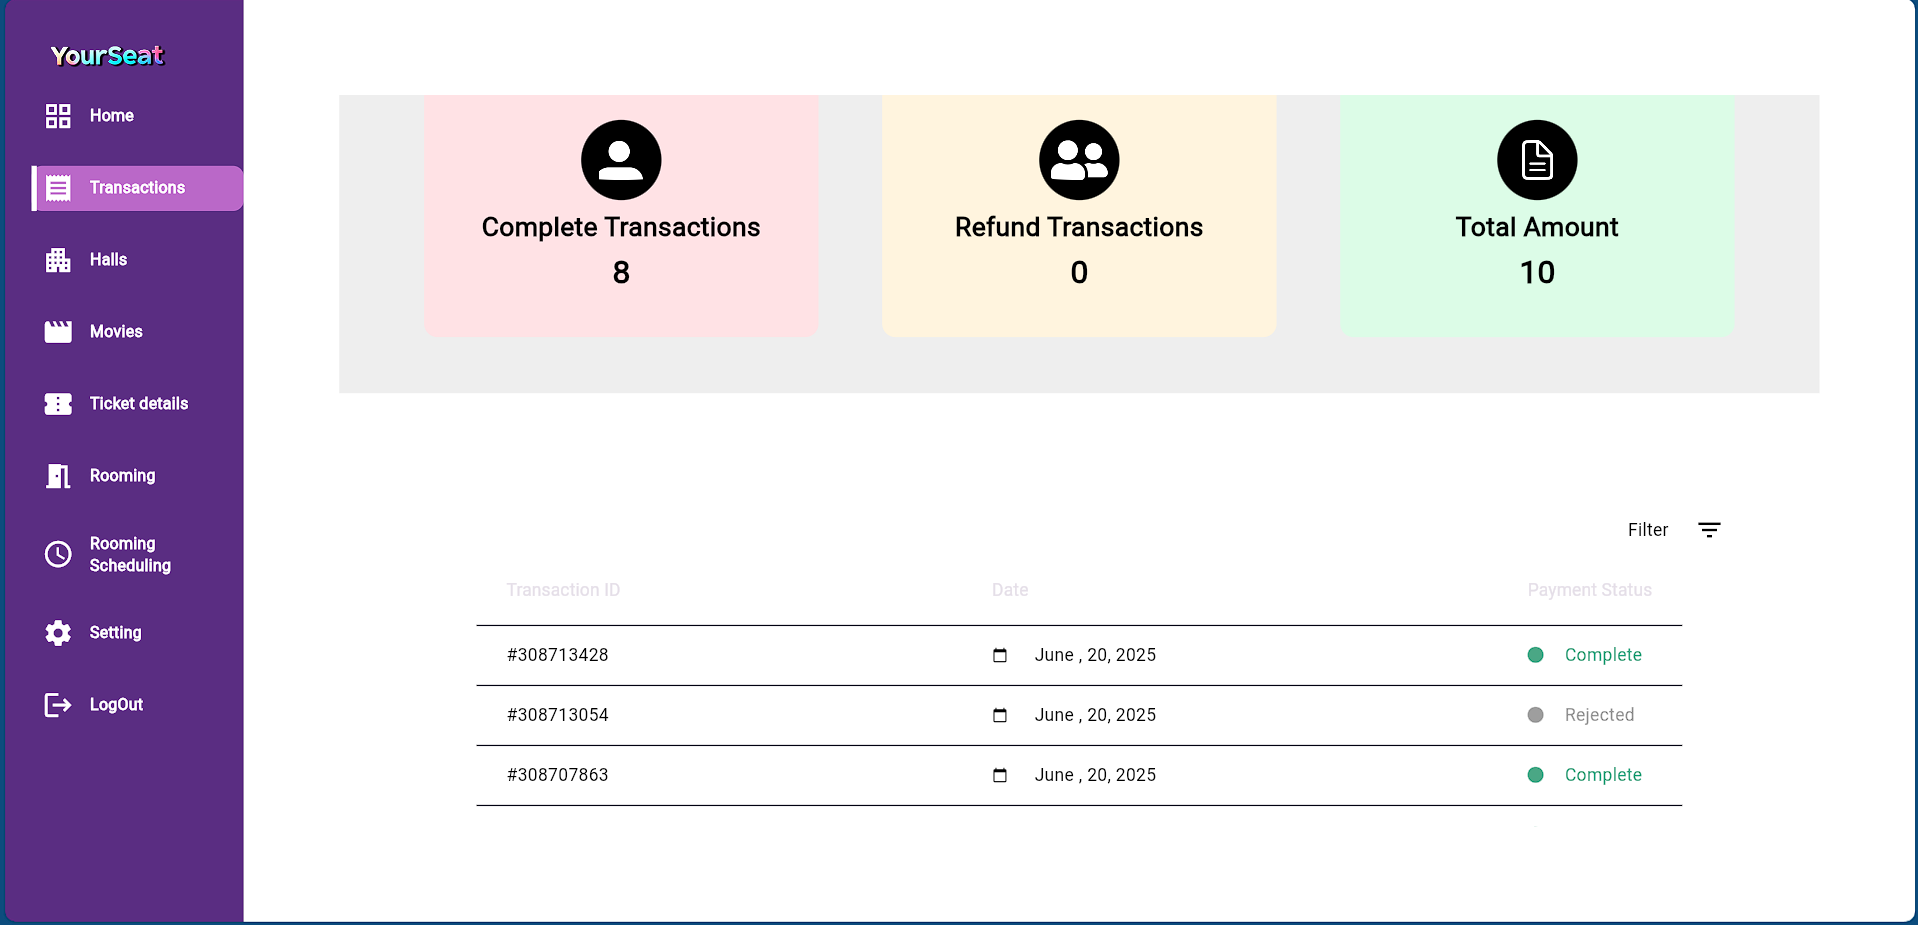 YourSeat
Home
Transactions
Halls
Movies
Ticket details
Rooming
Rooming
Scheduling
Setting
LogOut
Complete Transactions
8
Refund Transactions
0
Total Amount
10
Filter
Transaction ID Date Payment Status
#308713428 June , 20, 2025 Complete
#308713054 June , 20, 2025 Rejected
#308707863 June , 20, 2025 Complete